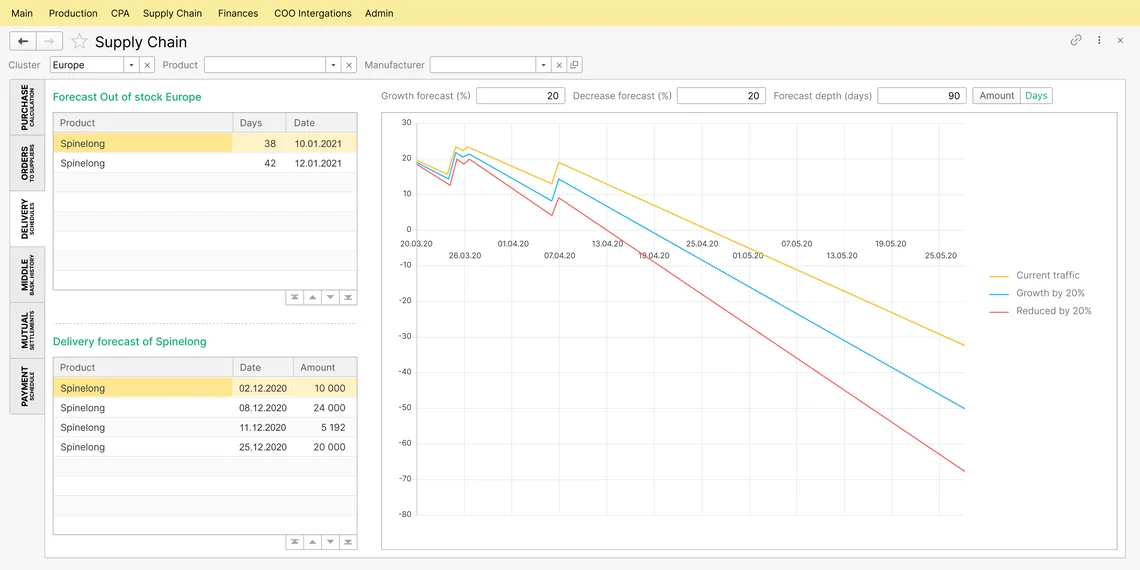 Main Production CPA Supply Chain Finances COO Intergations Admin
Supply Chain
Cluster Europe Product Manufacturer
PURCHASE
CALCULATION
ORDERS
TO SUPPLIERS
DELIVERY
SCHEDULES
MIDDLE
BASK. HISTORY
MUTUAL
SETTLEMENTS
PAYMENT
SCHEDULE
Forecast Out of stock Europe
Product Days Date
Spinelong 38 10.01.2021
Spinelong 42 12.01.2021
Delivery forecast of Spinelong
Product Date Amount
Spinelong 02.12.2020 10 000
Spinelong 08.12.2020 24 000
Spinelong 11.12.2020 5 192
Spinelong 25.12.2020 20 000
Growth forecast (%) 20 Decrease forecast (%) 20 Forecast depth (days) 90 Amount Days
30
20
10
0
20.03.20 01.04.20 13.04.20 25.04.20 07.05.20 19.05.20
26.03.20 07.04.20 19.04.20 01.05.20 13.05.20 25.05.20
-10
-20
-30
-40
-50
-60
-70
-80
Current traffic
Growth by 20%
Reduced by 20%